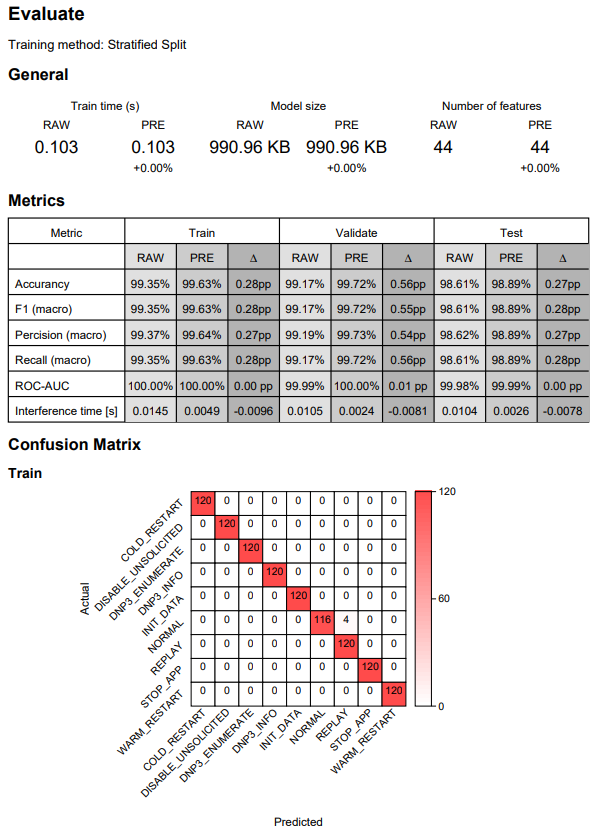 Evaluate
Training method: Stratified Split
General
Train time (s) Model size Number of features
RAW PRE RAW PRE RAW PRE
0.103 0.103 990.96 KB 990.96 KB 44 44
+0.00% +0.00% +0.00%
Metrics
Metric Train Validate Test
RAW PRE Δ RAW PRE Δ RAW PRE Δ
Accurancy 99.35% 99.63% 0.28pp 99.17% 99.72% 0.56pp 98.61% 98.89% 0.27pp
F1 (macro) 99.35% 99.63% 0.28pp 99.17% 99.72% 0.55pp 98.61% 98.89% 0.28pp
Percision (macro) 99.37% 99.64% 0.27pp 99.19% 99.73% 0.54pp 98.62% 98.89% 0.27pp
Recall (macro) 99.35% 99.63% 0.28pp 99.17% 99.72% 0.56pp 98.61% 98.89% 0.28pp
ROC-AUC 100.00% 100.00% 0.00 pp 99.99% 100.00% 0.01 pp 99.98% 99.99% 0.00 pp
Interference time [s] 0.0145 0.0049 -0.0096 0.0105 0.0024 -0.0081 0.0104 0.0026 -0.0078
Confusion Matrix
Train
Actual
COLD_RESTART 120 0 0 0 0 0 0 0 0
DISABLE_UNSOLICITED 0 120 0 0 0 0 0 0 0
DNP3_ENUMERATE 0 0 120 0 0 0 0 0 0
DNP3_INFO 0 0 0 120 0 0 0 0 0
INIT_DATA 0 0 0 0 120 0 0 0 0
NORMAL 0 0 0 0 0 116 4 0 0
REPLAY 0 0 0 0 0 0 120 0 0
STOP_APP 0 0 0 0 0 0 0 120 0
WARM_RESTART 0 0 0 0 0 0 0 0 120
120
60
0
COLD_RESTART
DISABLE_UNSOLICITED
DNP3_ENUMERATE
DNP3_INFO
INIT_DATA
NORMAL
REPLAY
STOP_APP
WARM_RESTART
Predicted